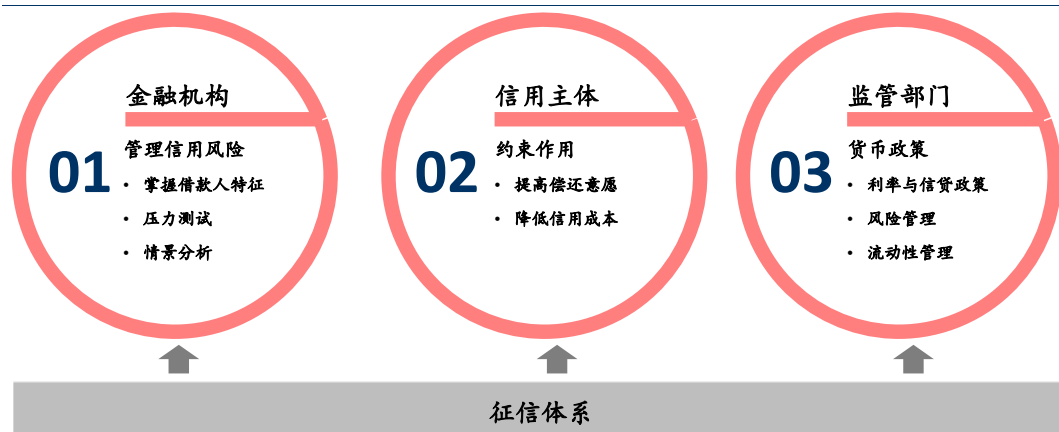 金融机构
01
管理信用风险
• 掌握借款人特征
• 压力测试
• 情景分析
信用主体
02
约束作用
• 提高偿还意愿
• 降低信用成本
监管部门
03
货币政策
• 利率与信贷政策
• 风险管理
• 流动性管理
征信体系